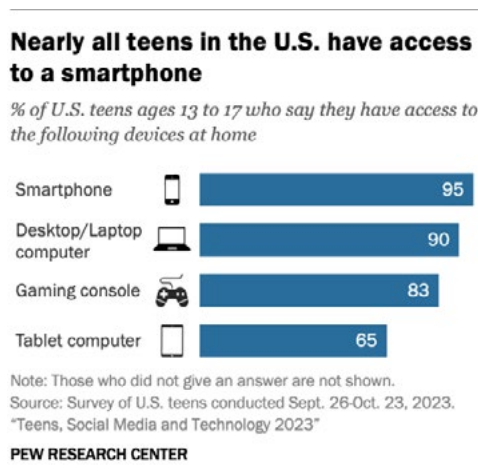 Nearly all teens in the U.S. have access
to a smartphone
% of U.S. teens ages 13 to 17 who say they have access to
the following devices at home
Smartphone 95
Desktop/Laptop
computer 90
Gaming console 83
Tablet computer 65
Note: Those who did not give an answer are not shown.
Source: Survey of U.S. teens conducted Sept. 26-Oct. 23, 2023.
“Teens, Social Media and Technology 2023”
PEW RESEARCH CENTER